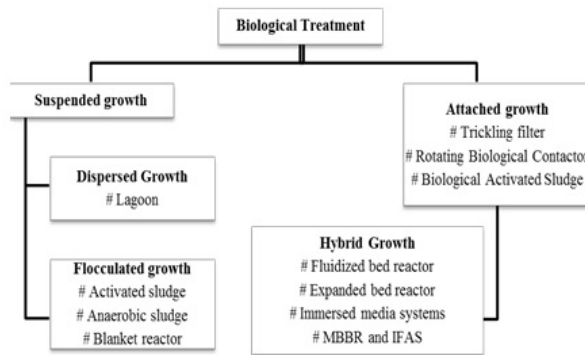 Biological Treatment
Suspended growth
Attached growth
# Trickling filter
# Rotating Biological Contactor
# Biological Activated Sludge
Dispersed Growth
# Lagoon
Hybrid Growth
# Fluidized bed reactor
# Expanded bed reactor
# Immersed media systems
# MBBR and IFAS
Flocculated growth
# Activated sludge
# Anaerobic sludge
# Blanket reactor